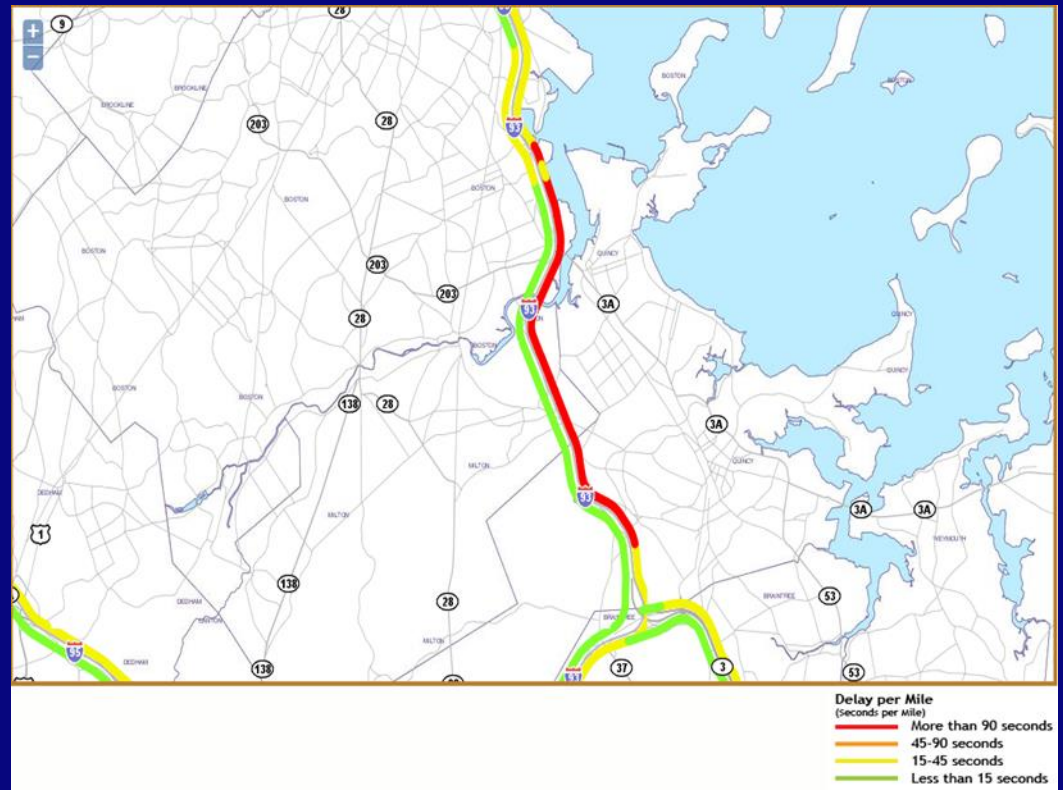 +
−
9
28
BROOKLINE
BROOKLINE
BOSTON
BOSTON
203
28
93
BOSTON
BOSTON
BOSTON
203
QUINCY
203
3A
93
28
BOSTON
QUINCY
BOSTON
BOSTON
QUINCY
138
28
3A
QUINCY
MILTON
DEDHAM
93
3A
3A
MILTON
1
WEYMOUTH
138
BRAINTREE
53
DEDHAM
28
CANTON
BRAINTREE
MILTON
95
DEDHAM
138
93
37
3
53
Delay per Mile
(Seconds per Mile)
More than 90 seconds
45-90 seconds
15-45 seconds
Less than 15 seconds